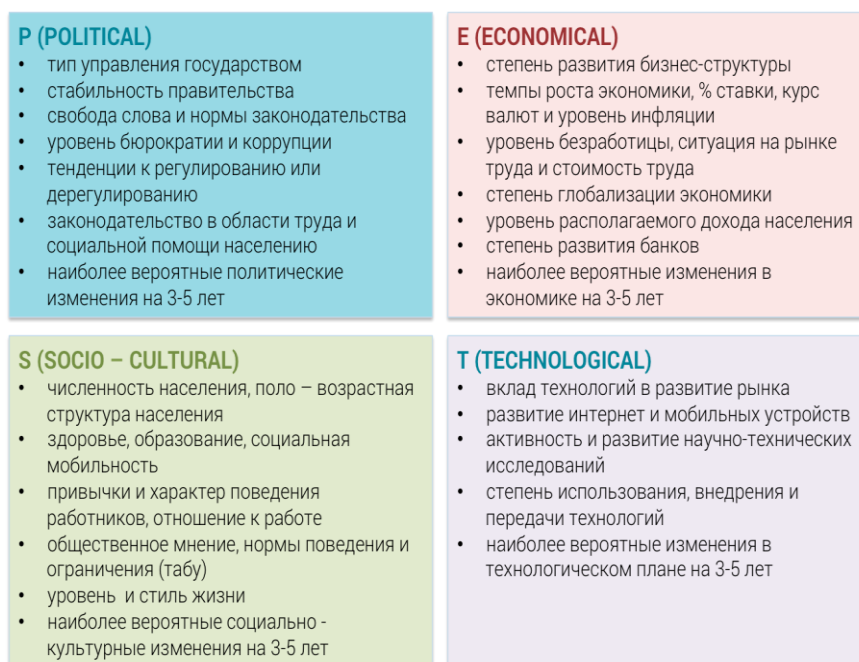 P (POLITICAL)
• тип управления государством
• стабильность правительства
• свобода слова и нормы законодательства
• уровень бюрократии и коррупции
• тенденции к регулированию или
дерегулированию
• законодательство в области труда и
социальной помощи населению
• наиболее вероятные политические
изменения на 3-5 лет
E (ECONOMICAL)
• степень развития бизнес-структуры
• темпы роста экономики, % ставки, курс
валют и уровень инфляции
• уровень безработицы, ситуация на рынке
труда и стоимость труда
• степень глобализации экономики
• уровень располагаемого дохода населения
• степень развития банков
• наиболее вероятные изменения в
экономике на 3-5 лет
S (SOCIO – CULTURAL)
• численность населения, поло – возрастная
структура населения
• здоровье, образование, социальная
мобильность
• привычки и характер поведения
работников, отношение к работе
• общественное мнение, нормы поведения и
ограничения (табу)
• уровень и стиль жизни
• наиболее вероятные социально -
культурные изменения на 3-5 лет
T (TECHNOLOGICAL)
• вклад технологий в развитие рынка
• развитие интернет и мобильных устройств
• активность и развитие научно-технических
исследований
• степень использования, внедрения и
передачи технологий
• наиболее вероятные изменения в
технологическом плане на 3-5 лет